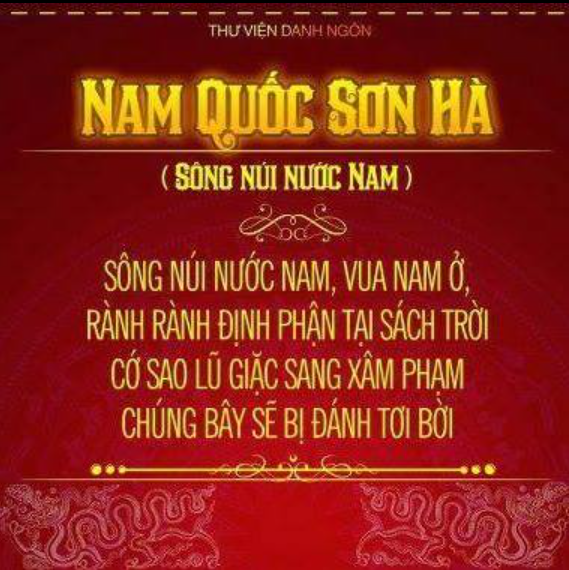 THƯ VIỆN DANH NGÔN
NAM QUỐC SƠN HÀ
( SÔNG NÚI NƯỚC NAM )
SÔNG NÚI NƯỚC NAM, VUA NAM Ở,
RÀNH RÀNH ĐỊNH PHẬN TẠI SÁCH TRỜI
CỚ SAO LŨ GIẶC SANG XÂM PHẠM
CHÚNG BÂY SẼ BỊ ĐÁNH TƠI BỜI